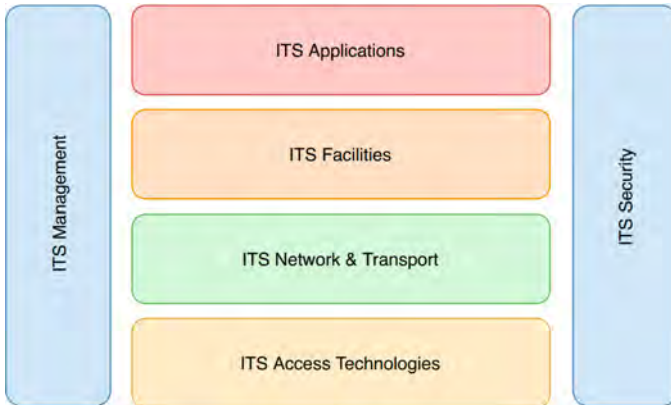 ITS Management
ITS Applications
ITS Facilities
ITS Network & Transport
ITS Access Technologies
ITS Security